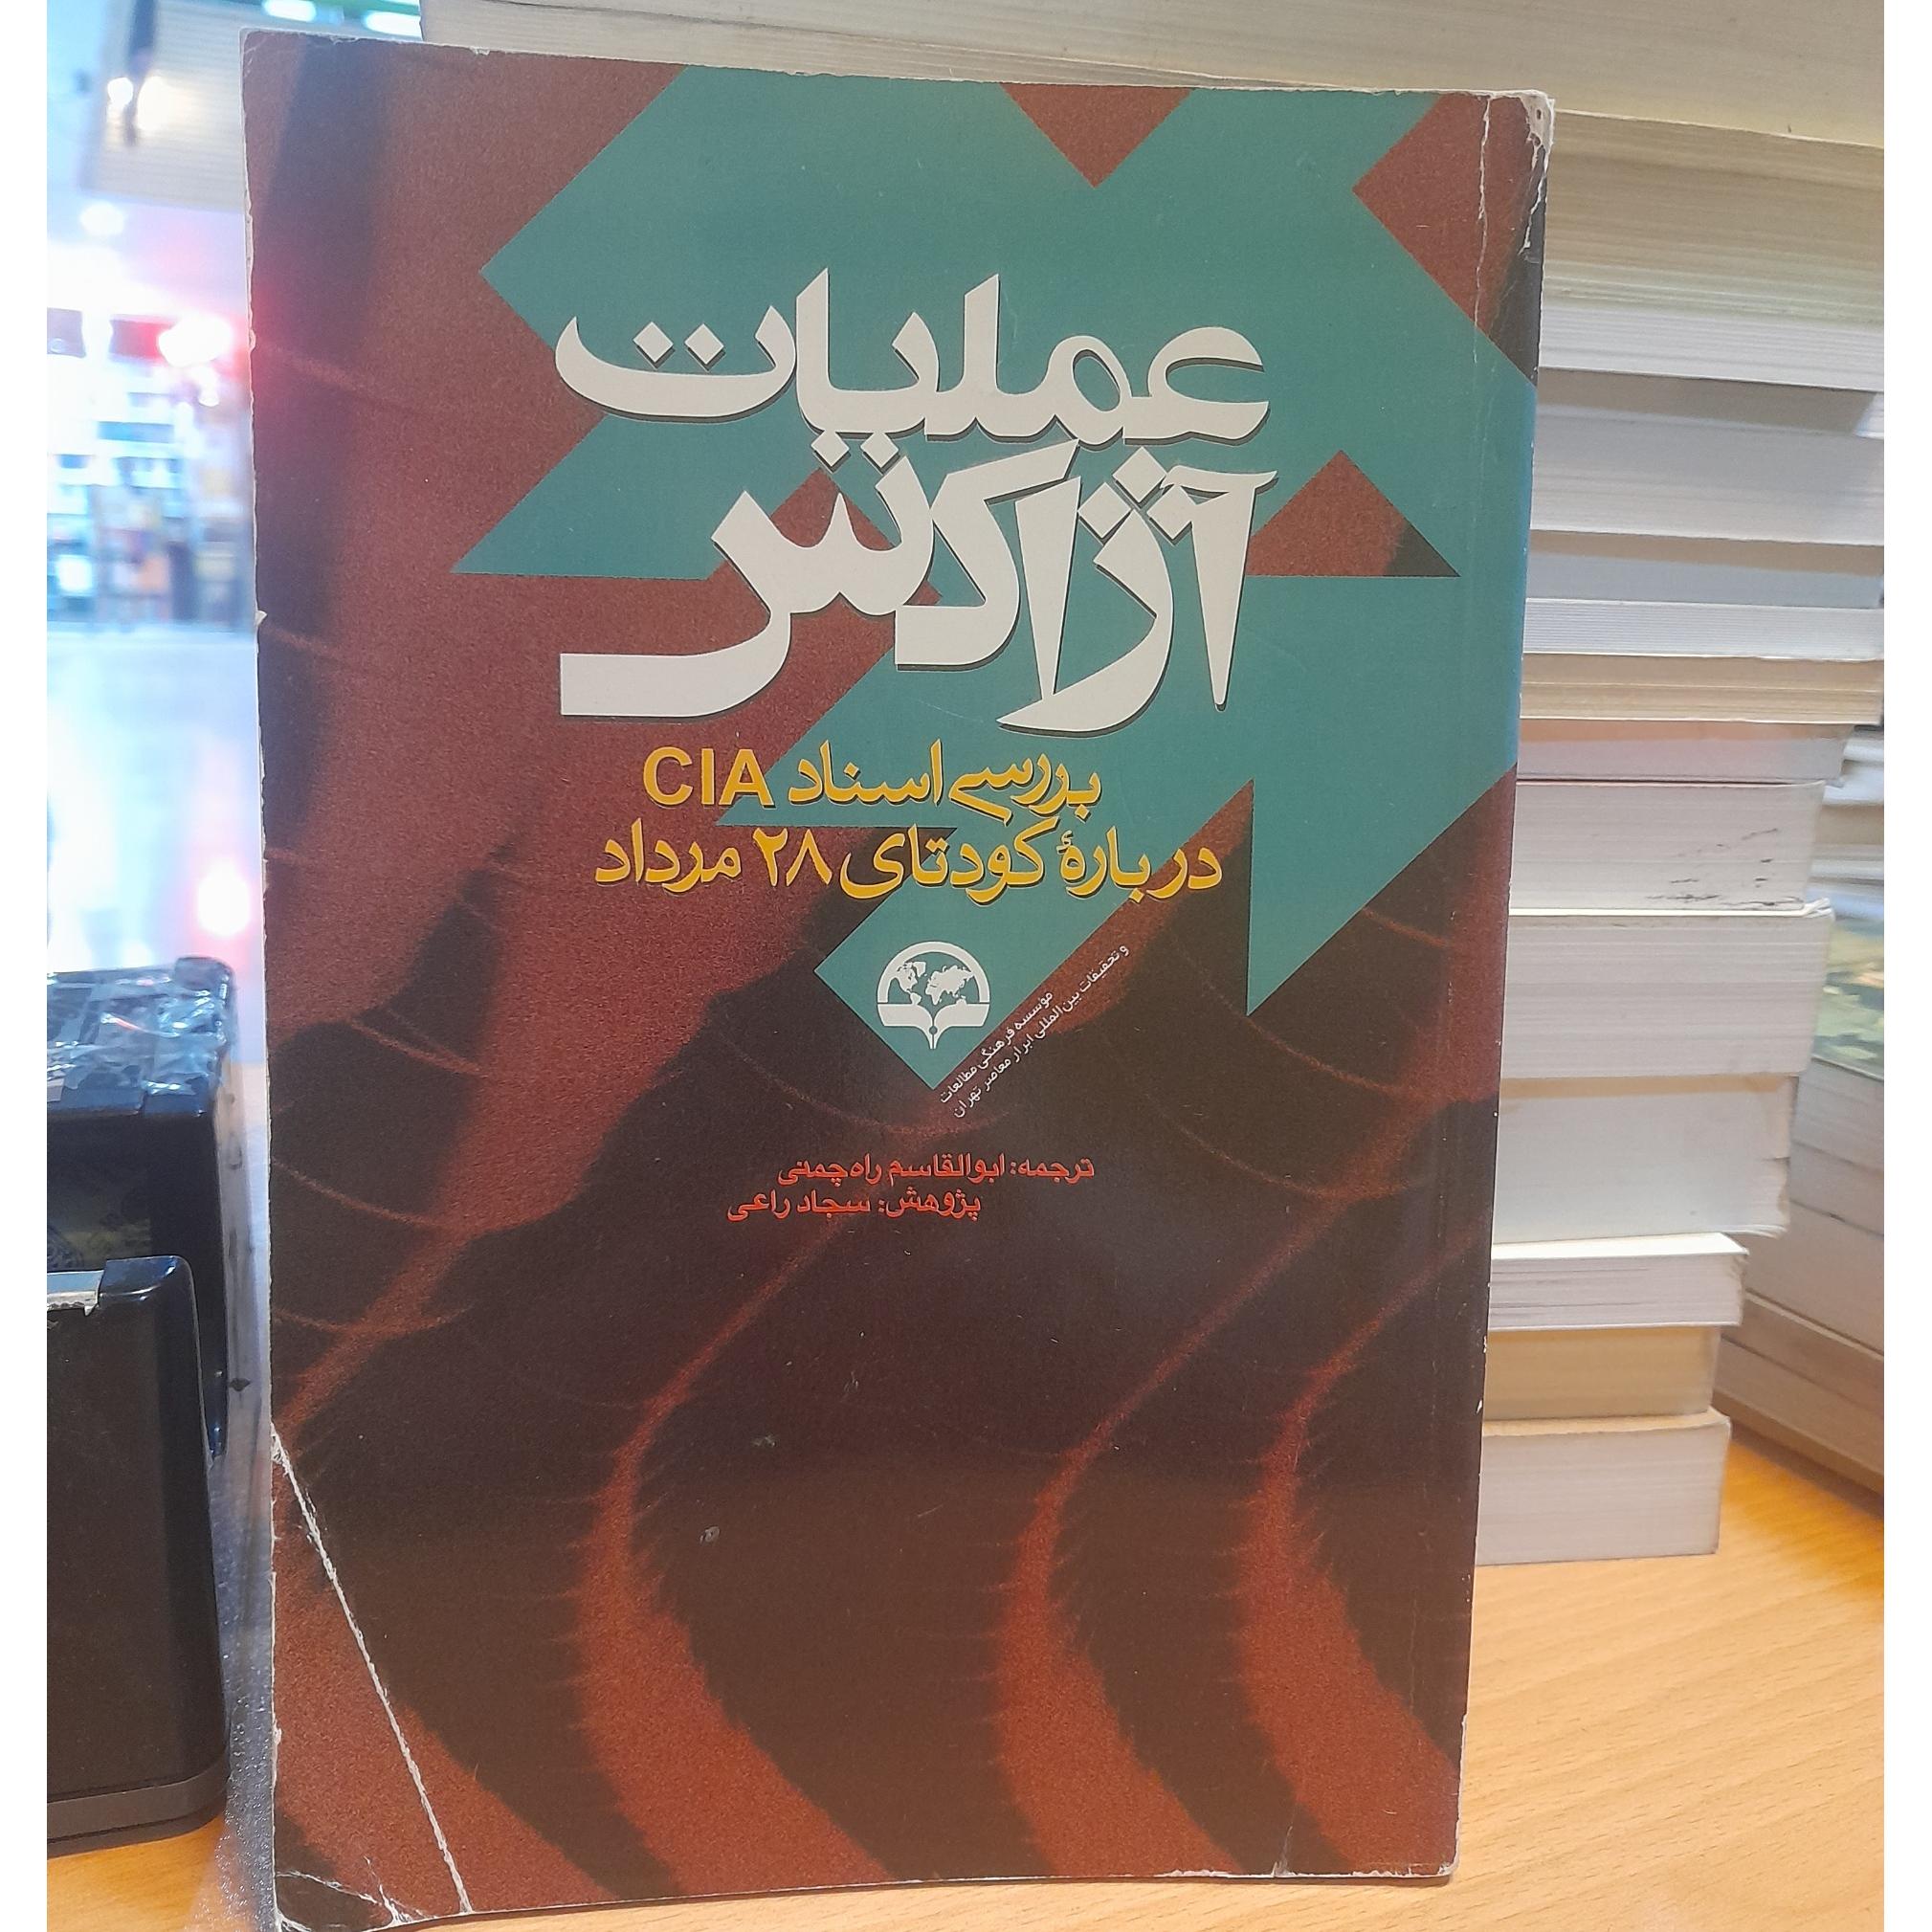 عملیات
آژاکس
بررسی اسناد CIA
دربارهٔ کودتای ۲۸ مرداد
موسسه فرهنگی مطالعات
و تحقیقات بین‌المللی ابرار معاصر تهران
ترجمه: ابوالقاسم راه‌چمنی
پژوهش: سجاد راعی